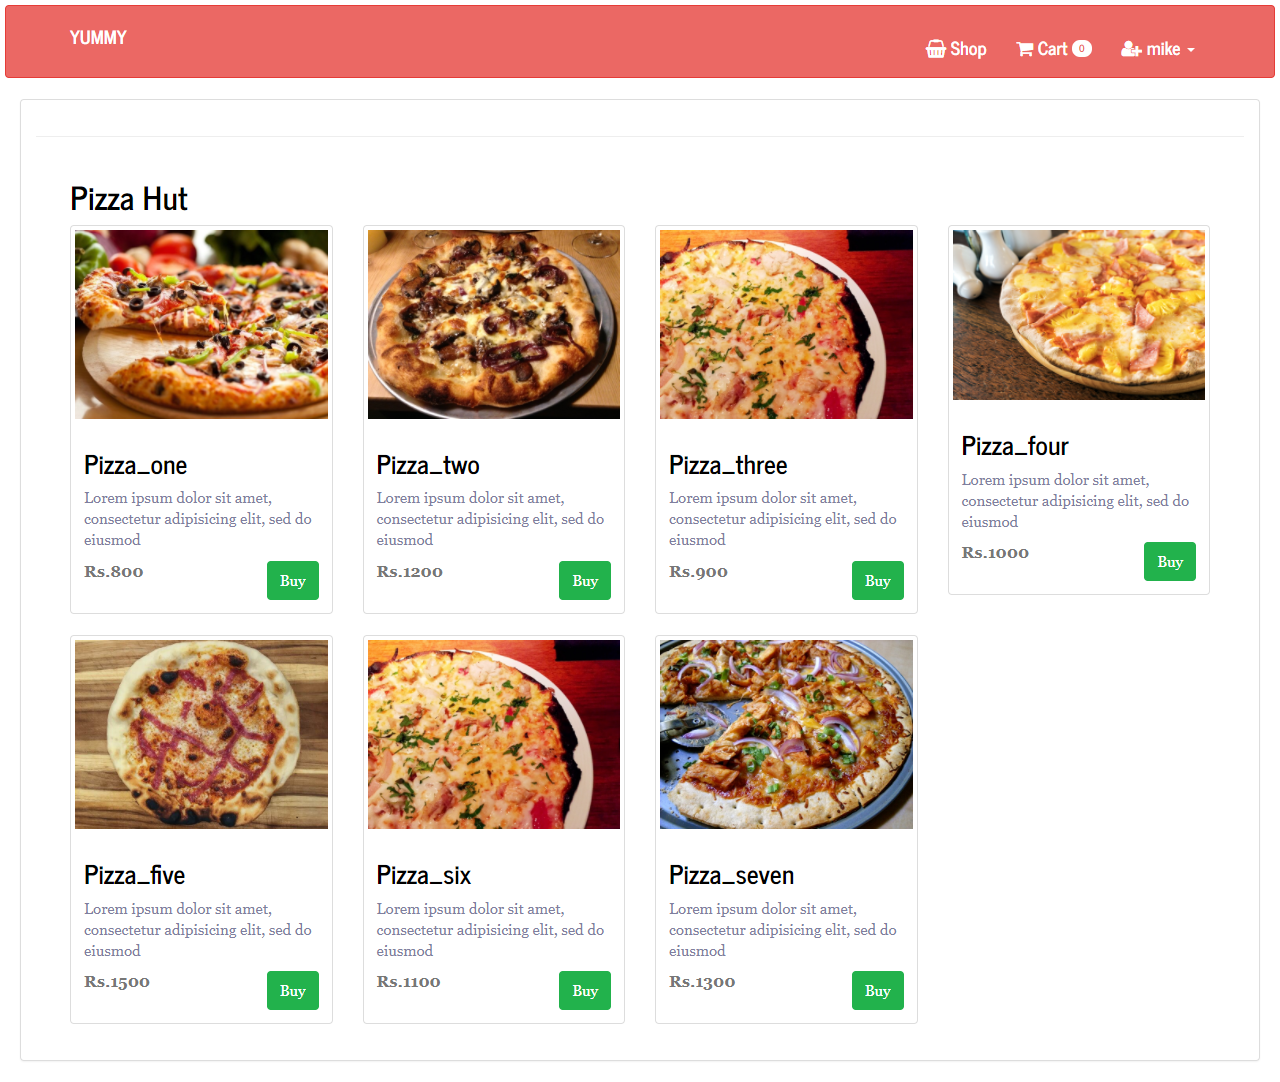 YUMMY
Shop Cart 0 mike
Pizza Hut
Pizza_one
Lorem ipsum dolor sit amet,
consectetur adipisicing elit, sed do
eiusmod
Rs.800 Buy
Pizza_two
Lorem ipsum dolor sit amet,
consectetur adipisicing elit, sed do
eiusmod
Rs.1200 Buy
Pizza_three
Lorem ipsum dolor sit amet,
consectetur adipisicing elit, sed do
eiusmod
Rs.900 Buy
Pizza_four
Lorem ipsum dolor sit amet,
consectetur adipisicing elit, sed do
eiusmod
Rs.1000 Buy
Pizza_five
Lorem ipsum dolor sit amet,
consectetur adipisicing elit, sed do
eiusmod
Rs.1500 Buy
Pizza_six
Lorem ipsum dolor sit amet,
consectetur adipisicing elit, sed do
eiusmod
Rs.1100 Buy
Pizza_seven
Lorem ipsum dolor sit amet,
consectetur adipisicing elit, sed do
eiusmod
Rs.1300 Buy